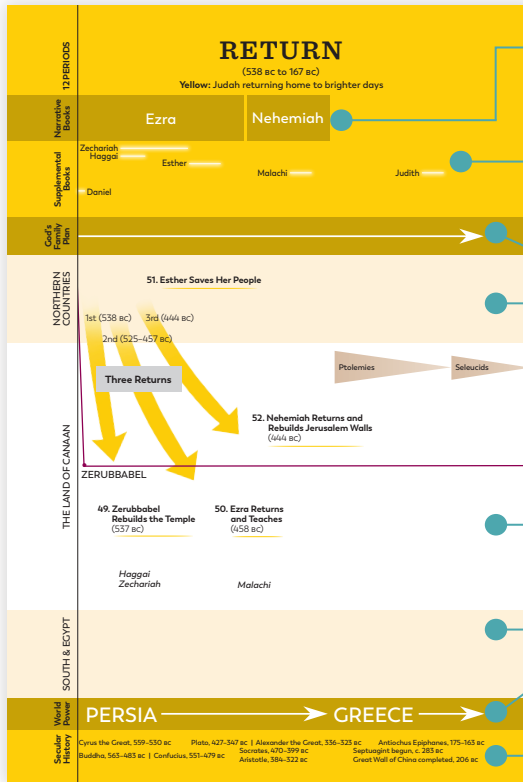 12 PERIODS
RETURN
(538 BC to 167 BC)
Yellow: Judah returning home to brighter days
Narrative
Books
Ezra
Nehemiah
Supplemental
Books
Zechariah
Haggai
Esther
Malachi
Judith
Daniel
God's
Family
Plan
NORTHERN
COUNTRIES
51. Esther Saves Her People
1st (538 BC)
3rd (444 BC)
2nd (525–457 BC)
Three Returns
Ptolemies
Seleucids
THE LAND OF CANAAN
52. Nehemiah Returns and
Rebuilds Jerusalem Walls
(444 BC)
ZERUBBABEL
49. Zerubbabel
Rebuilds the Temple
(537 BC)
50. Ezra Returns
and Teaches
(458 BC)
Haggai
Zechariah
Malachi
SOUTH & EGYPT
World
Power
PERSIA
GREECE
Secular
History
Cyrus the Great, 559–530 BC
Buddha, 563–483 BC | Confucius, 551–479 BC
Plato, 427–347 BC | Alexander the Great, 336–323 BC
Socrates, 470–399 BC
Aristotle, 384–322 BC
Antiochus Epiphanes, 175–163 BC
Septuagint begun, c. 283 BC
Great Wall of China completed, 206 BC